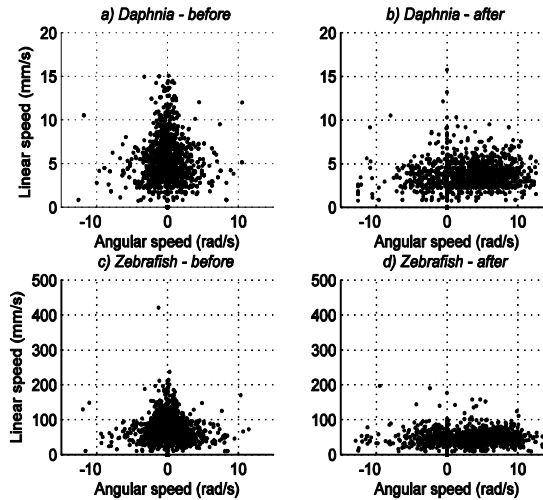 a) Daphnia - before
b) Daphnia - after
20
15
10
5
0
Linear speed (mm/s)
-10 0 10
Angular speed (rad/s)
20
15
10
5
0
-10 0 10
Angular speed (rad/s)
c) Zebrafish - before
d) Zebrafish - after
500
400
300
200
100
0
Linear speed (mm/s)
-10 0 10
Angular speed (rad/s)
500
400
300
200
100
0
-10 0 10
Angular speed (rad/s)